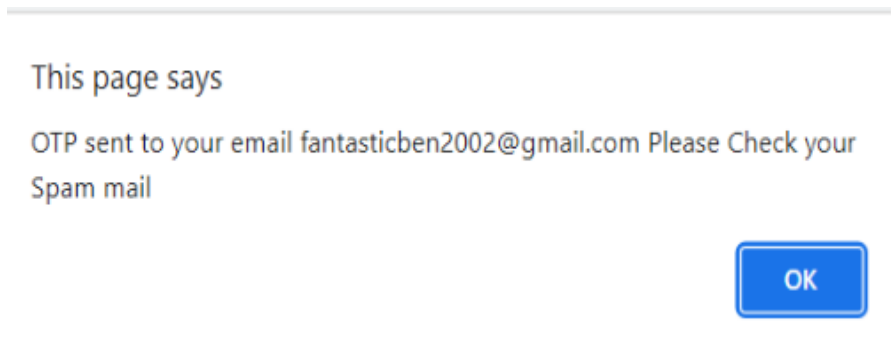 This page says
OTP sent to your email fantasticben2002@gmail.com Please Check your
Spam mail
OK